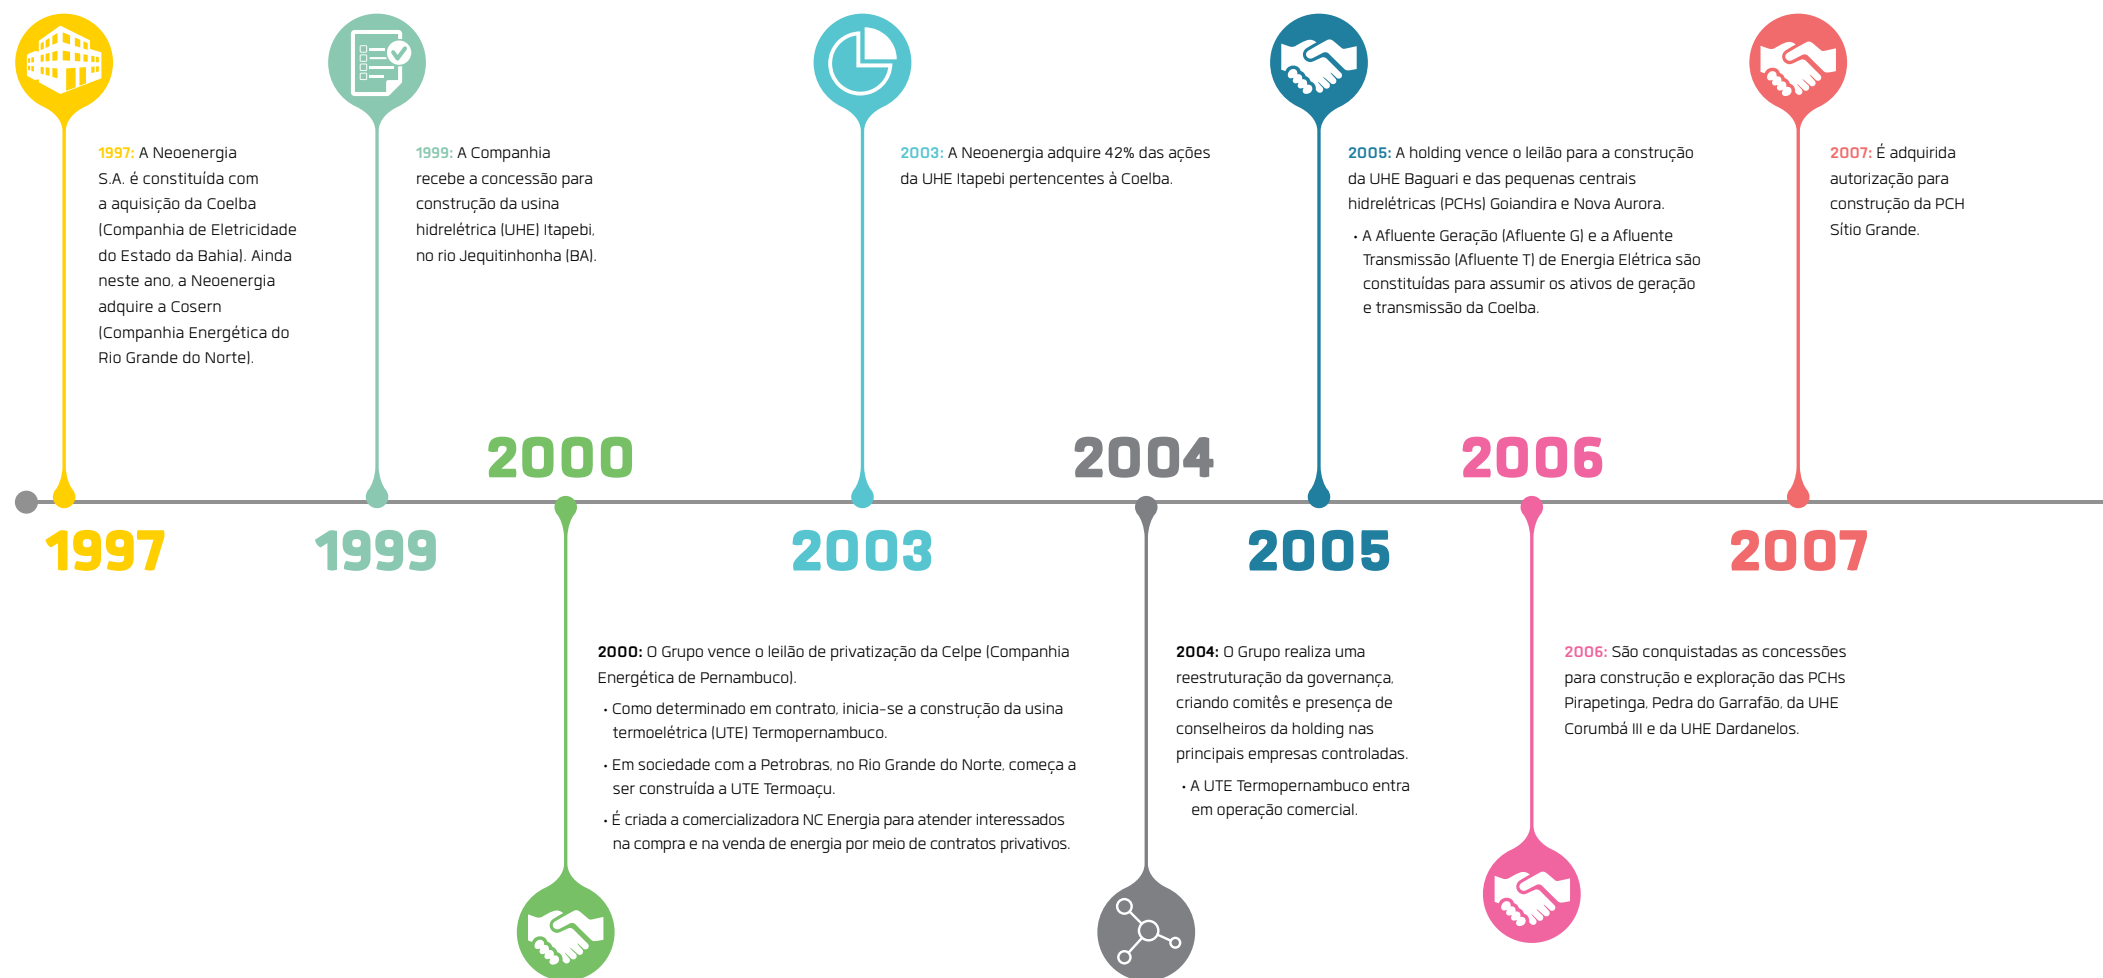 1997: A Neoenergia
S.A. é constituída com
a aquisição da Coelba
(Companhia de Eletricidade
do Estado da Bahia). Ainda
neste ano, a Neoenergia
adquire a Cosern
(Companhia Energética do
Rio Grande do Norte).
1999: A Companhia
recebe a concessão para
construção da usina
hidrelétrica (UHE) Itapebi,
no rio Jequitinhonha (BA).
2003: A Neoenergia adquire 42% das ações
da UHE Itapebi pertencentes à Coelba.
2005: A holding vence o leilão para a construção
da UHE Baguari e das pequenas centrais
hidrelétricas (PCHs) Goiandira e Nova Aurora.
• A Afluente Geração (Afluente G) e a Afluente
Transmissão (Afluente T) de Energia Elétrica são
constituídas para assumir os ativos de geração
e transmissão da Coelba.
2007: É adquirida
autorização para
construção da PCH
Sítio Grande.
2000
2004
2006
1997
1999
2003
2005
2007
2000: O Grupo vence o leilão de privatização da Celpe (Companhia
Energética de Pernambuco).
• Como determinado em contrato, inicia-se a construção da usina
termoelétrica (UTE) Termopernambuco.
• Em sociedade com a Petrobras, no Rio Grande do Norte, começa a
ser construída a UTE Termoaçu.
• É criada a comercializadora NC Energia para atender interessados
na compra e na venda de energia por meio de contratos privativos.
2004: O Grupo realiza uma
reestruturação da governança,
criando comitês e presença de
conselheiros da holding nas
principais empresas controladas.
• A UTE Termopernambuco entra
em operação comercial.
2006: São conquistadas as concessões
para construção e exploração das PCHs
Pirapetinga, Pedra do Garrafão, da UHE
Corumbá III e da UHE Dardanelos.